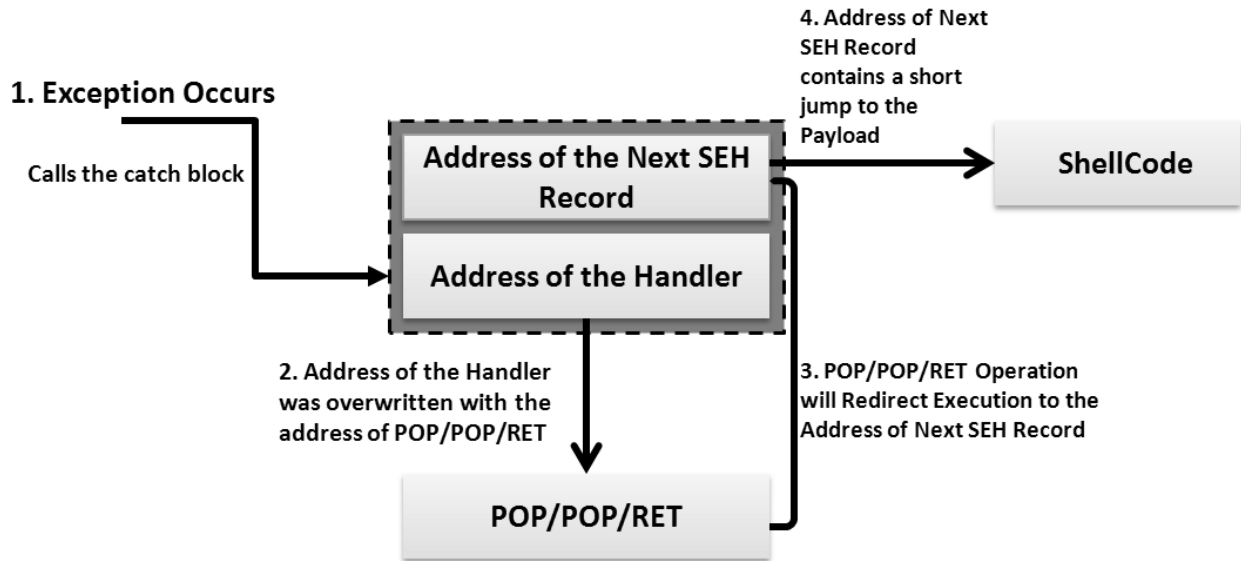 1. Exception Occurs
Calls the catch block
Address of the Next SEH
Record
Address of the Handler
2. Address of the Handler
was overwritten with the
address of POP/POP/RET
POP/POP/RET
3. POP/POP/RET Operation
will Redirect Execution to the
Address of Next SEH Record
4. Address of Next
SEH Record
contains a short
jump to the
Payload
ShellCode